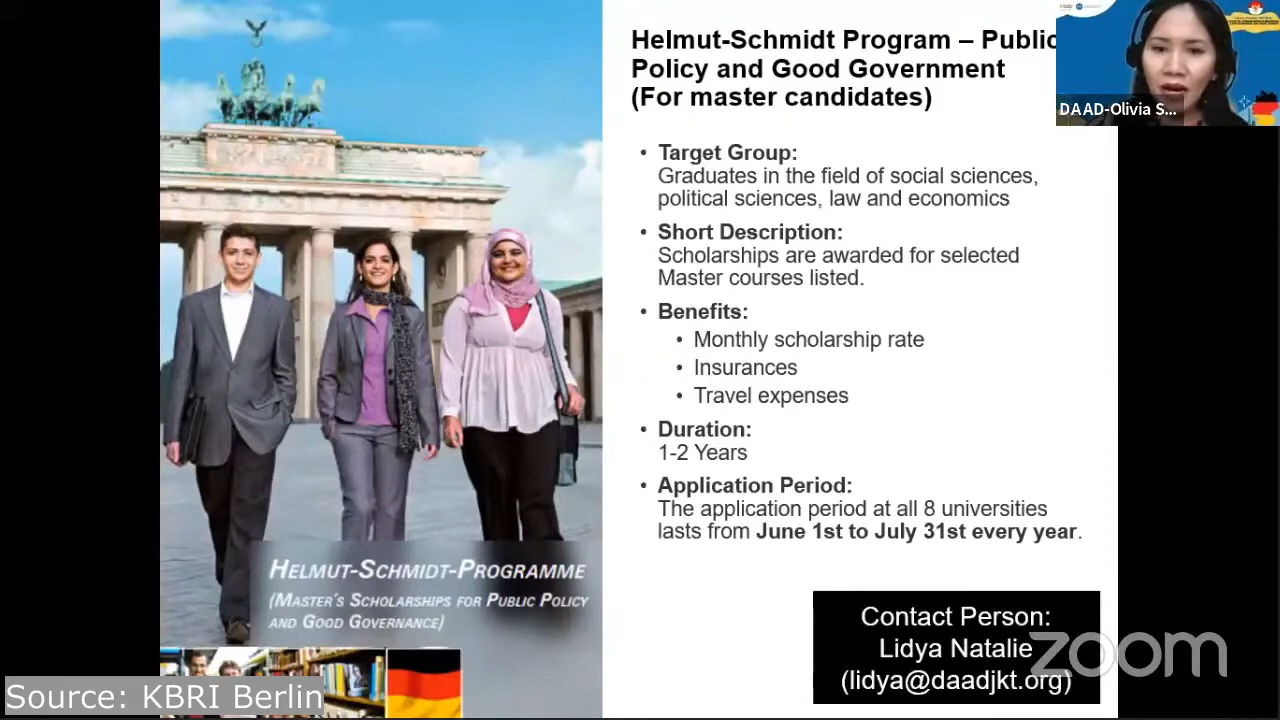 Helmut-Schmidt Program – Public
Policy and Good Government
(For master candidates)
DAAD-Olivia S...
• Target Group:
Graduates in the field of social sciences,
political sciences, law and economics
• Short Description:
Scholarships are awarded for selected
Master courses listed.
• Benefits:
• Monthly scholarship rate
• Insurances
• Travel expenses
• Duration:
1-2 Years
• Application Period:
The application period at all 8 universities
lasts from June 1st to July 31st every year.
HELMUT-SCHMIDT-PROGRAMME
(MASTER'S SCHOLARSHIPS FOR PUBLIC POLICY
AND GOOD GOVERNANCE)
Contact Person:
Lidya Natalie
(lidya@daadjkt.org)
zoom
Source: KBRI Berlin